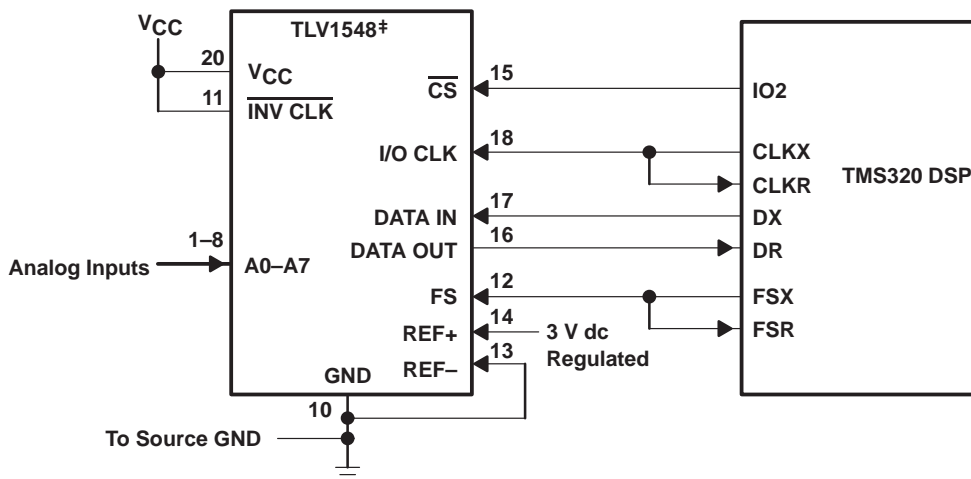 VCC
TLV1548‡
20
VCC
11
INV CLK
CS
15
IO2
I/O CLK
18
CLKX
CLKR
TMS320 DSP
DATA IN
17
DX
DATA OUT
16
DR
1–8
Analog Inputs
A0–A7
FS
12
FSX
FSR
REF+
14
3 V dc
Regulated
REF–
13
GND
10
To Source GND